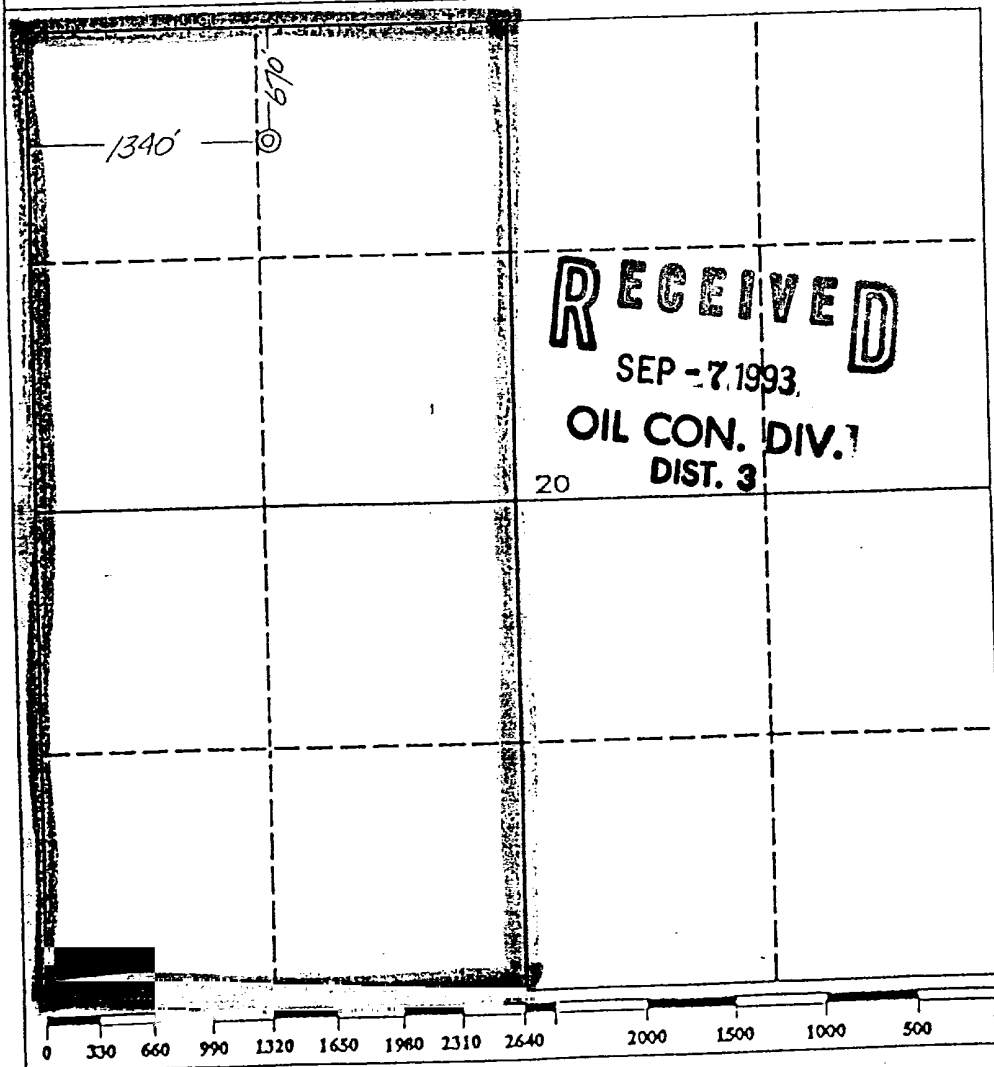 670'
1340'
RECEIVED
SEP - 7 1993
OIL CON. DIV.
DIST. 3
20
0 330 660 990 1320 1650 1980 2310 2640 2000 1500 1000 500